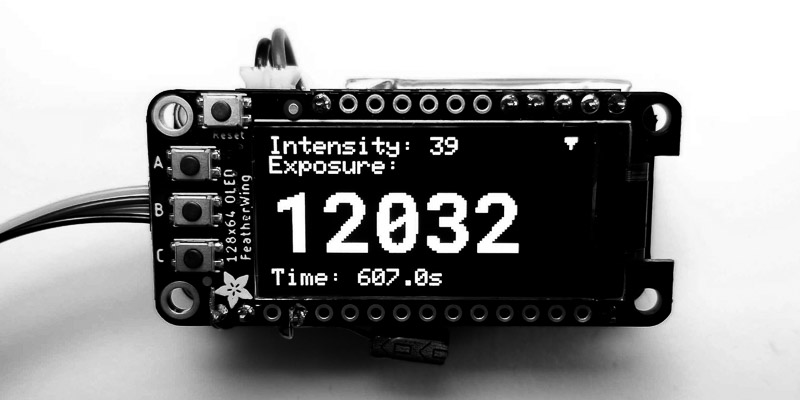 Reset
A
B
C
128x64 OLED
FeatherWing
Intensity: 39
Exposure:
12032
Time: 607.0s